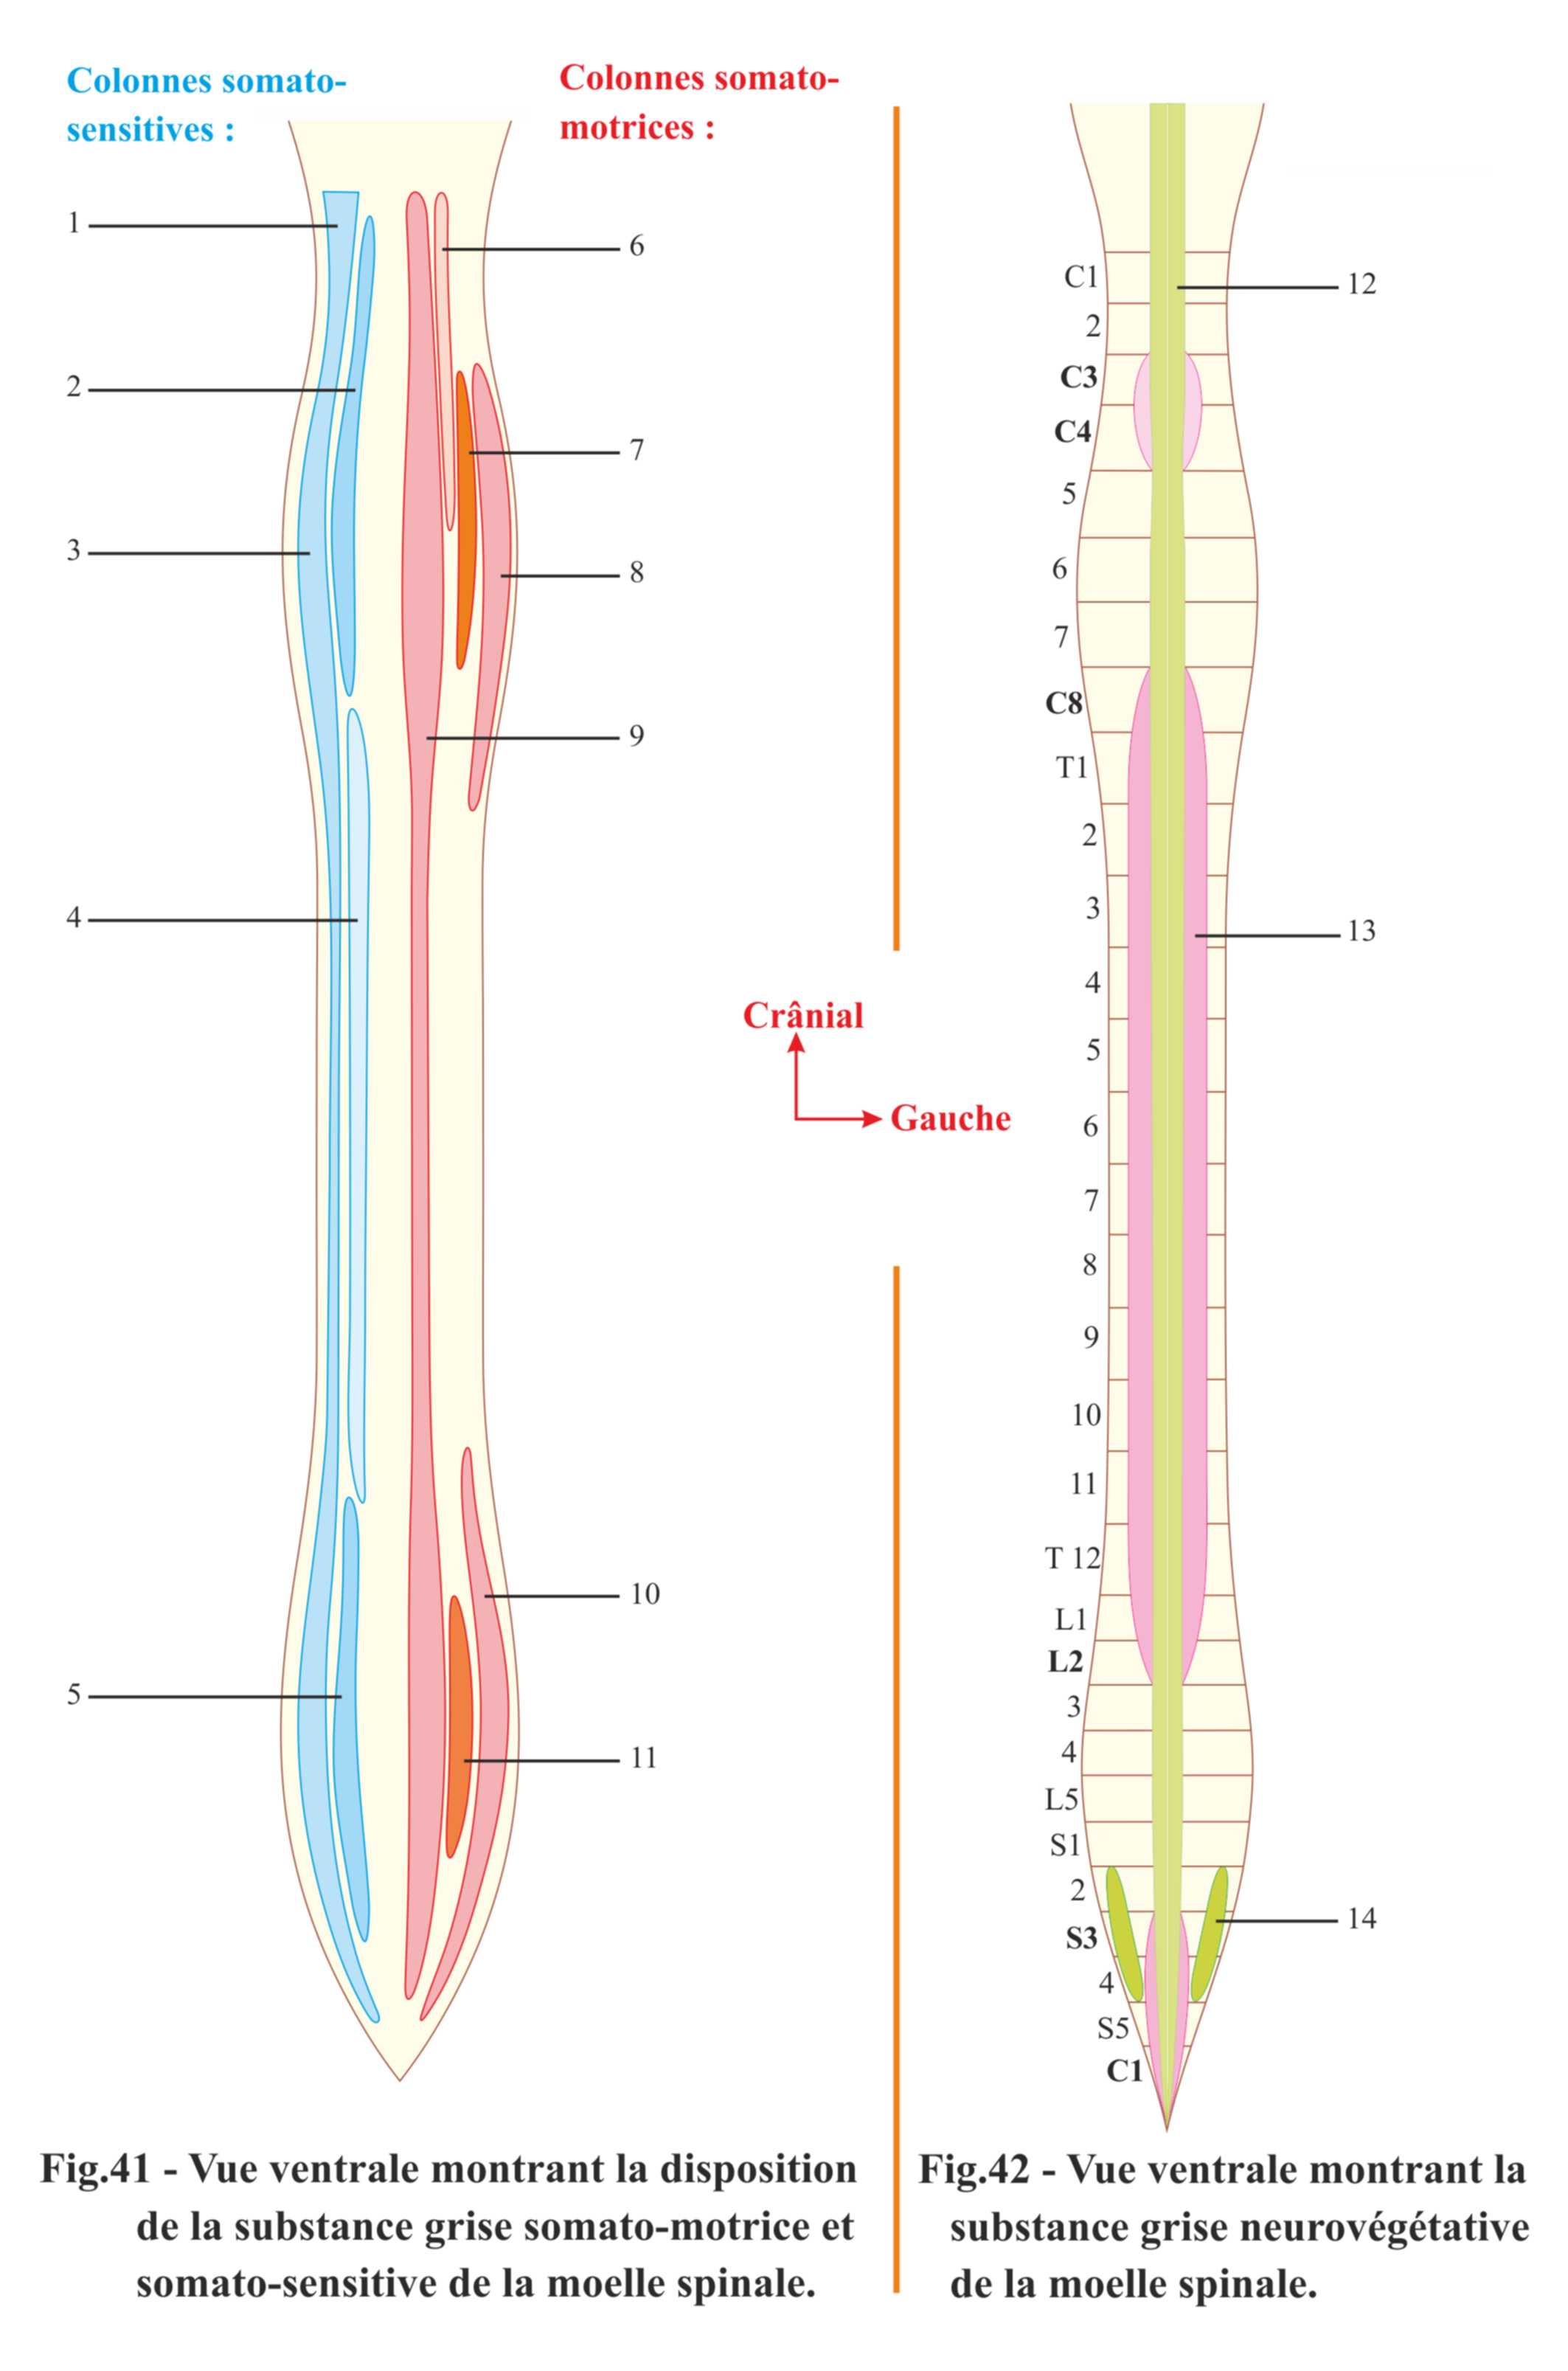 Colonnes somato-
sensitives :
Colonnes somato-
motrices :
1
2
3
4
5
6
7
8
9
10
11
Crânial
Gauche
C1
2
C3
C4
5
6
7
C8
T1
2
3
4
5
6
7
8
9
10
11
T 12
L1
L2
3
4
L5
S1
2
S3
4
S5
C1
12
13
14
Fig.41 - Vue ventrale montrant la disposition
de la substance grise somato-motrice et
somato-sensitive de la moelle spinale.
Fig.42 - Vue ventrale montrant la
substance grise neurovégétative
de la moelle spinale.